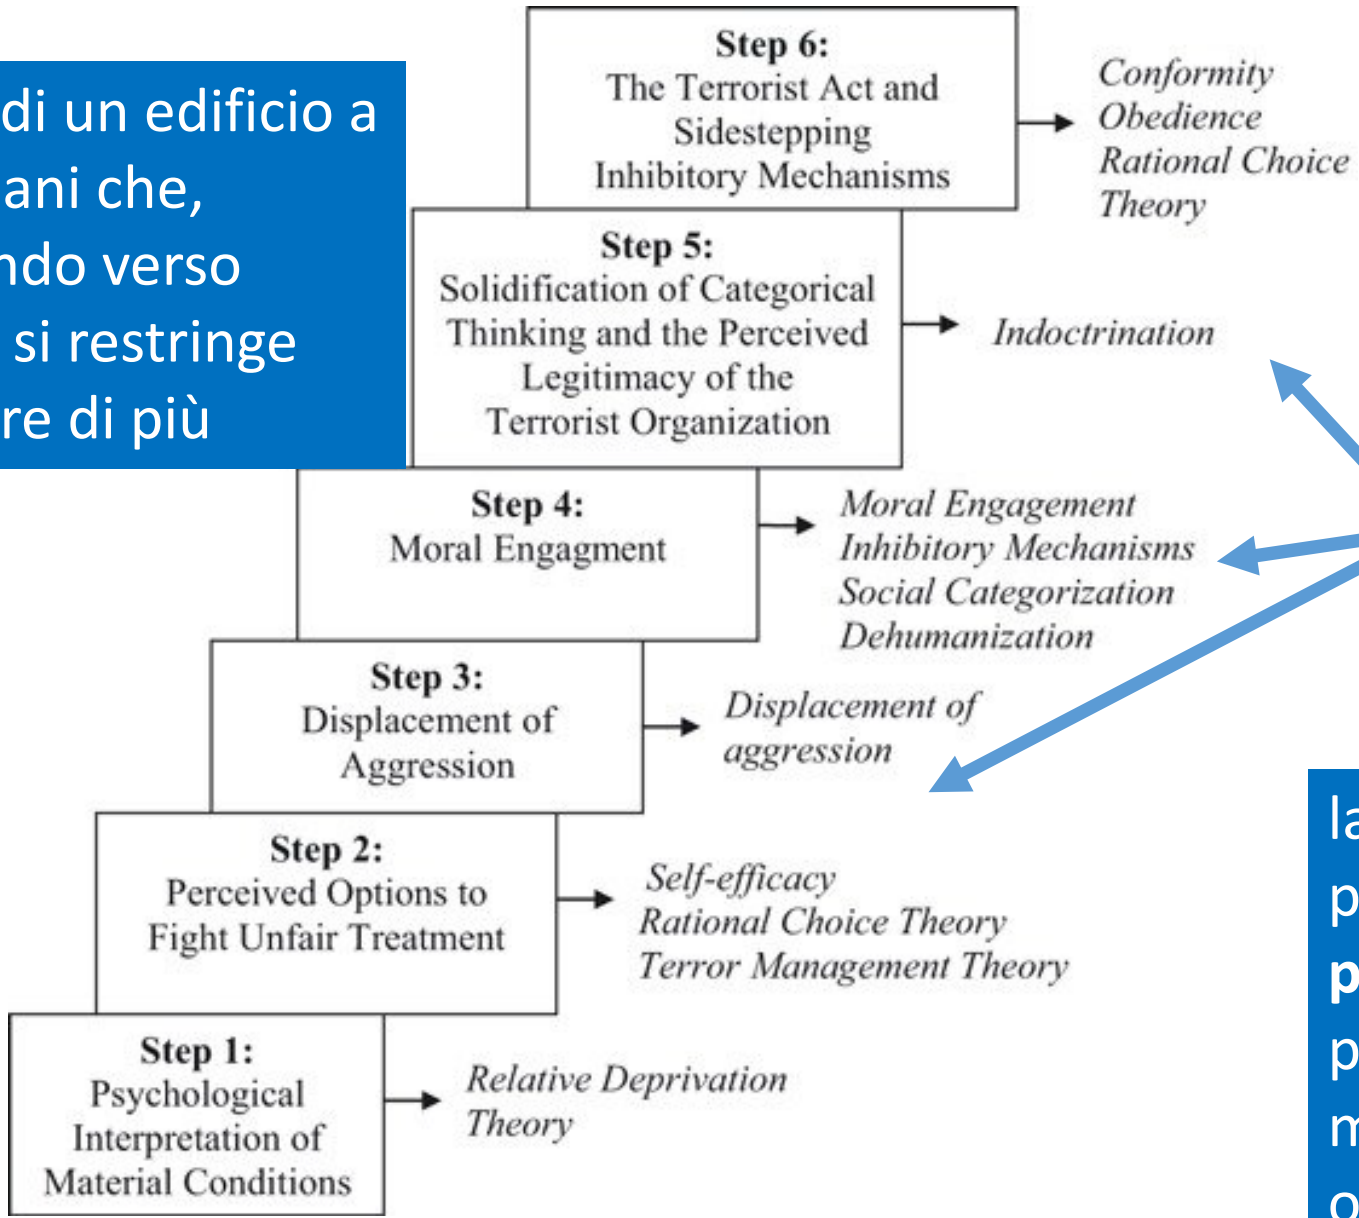 di un edificio a
che,
verso
si restringe
di più
Step 6:
The Terrorist Act and
Sidestepping
Inhibitory Mechanisms
Conformity
Obedience
Rational Choice
Theory
Step 5:
Solidification of Categorical
Thinking and the Perceived
Legitimacy of the
Terrorist Organization
Indoctrination
Step 4:
Moral Engagment
Moral Engagement
Inhibitory Mechanisms
Social Categorization
Dehumanization
Step 3:
Displacement of
Aggression
Displacement of
aggression
Step 2:
Perceived Options to
Fight Unfair Treatment
Self-efficacy
Rational Choice Theory
Terror Management Theory
Step 1:
Psychological
Interpretation of
Material Conditions
Relative Deprivation
Theory